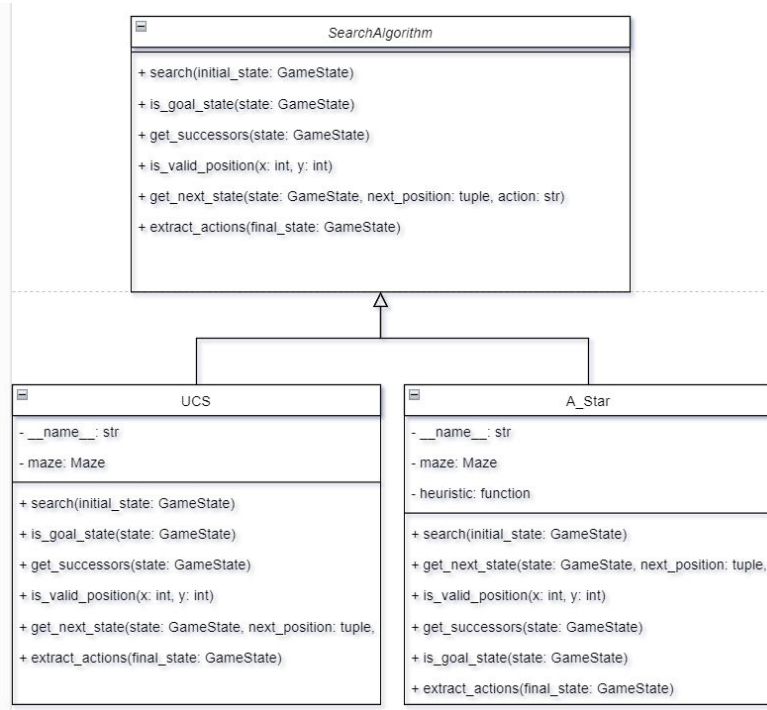 SearchAlgorithm
+ search(initial_state: GameState)
+ is_goal_state(state: GameState)
+ get_successors(state: GameState)
+ is_valid_position(x: int, y: int)
+ get_next_state(state: GameState, next_position: tuple, action: str)
+ extract_actions(final_state: GameState)
UCS
- __name__: str
- maze: Maze
+ search(initial_state: GameState)
+ is_goal_state(state: GameState)
+ get_successors(state: GameState)
+ is_valid_position(x: int, y: int)
+ get_next_state(state: GameState, next_position: tuple,
+ extract_actions(final_state: GameState)
A_Star
- __name__: str
- maze: Maze
- heuristic: function
+ search(initial_state: GameState)
+ get_next_state(state: GameState, next_position: tuple,
+ is_valid_position(x: int, y: int)
+ get_successors(state: GameState)
+ is_goal_state(state: GameState)
+ extract_actions(final_state: GameState)